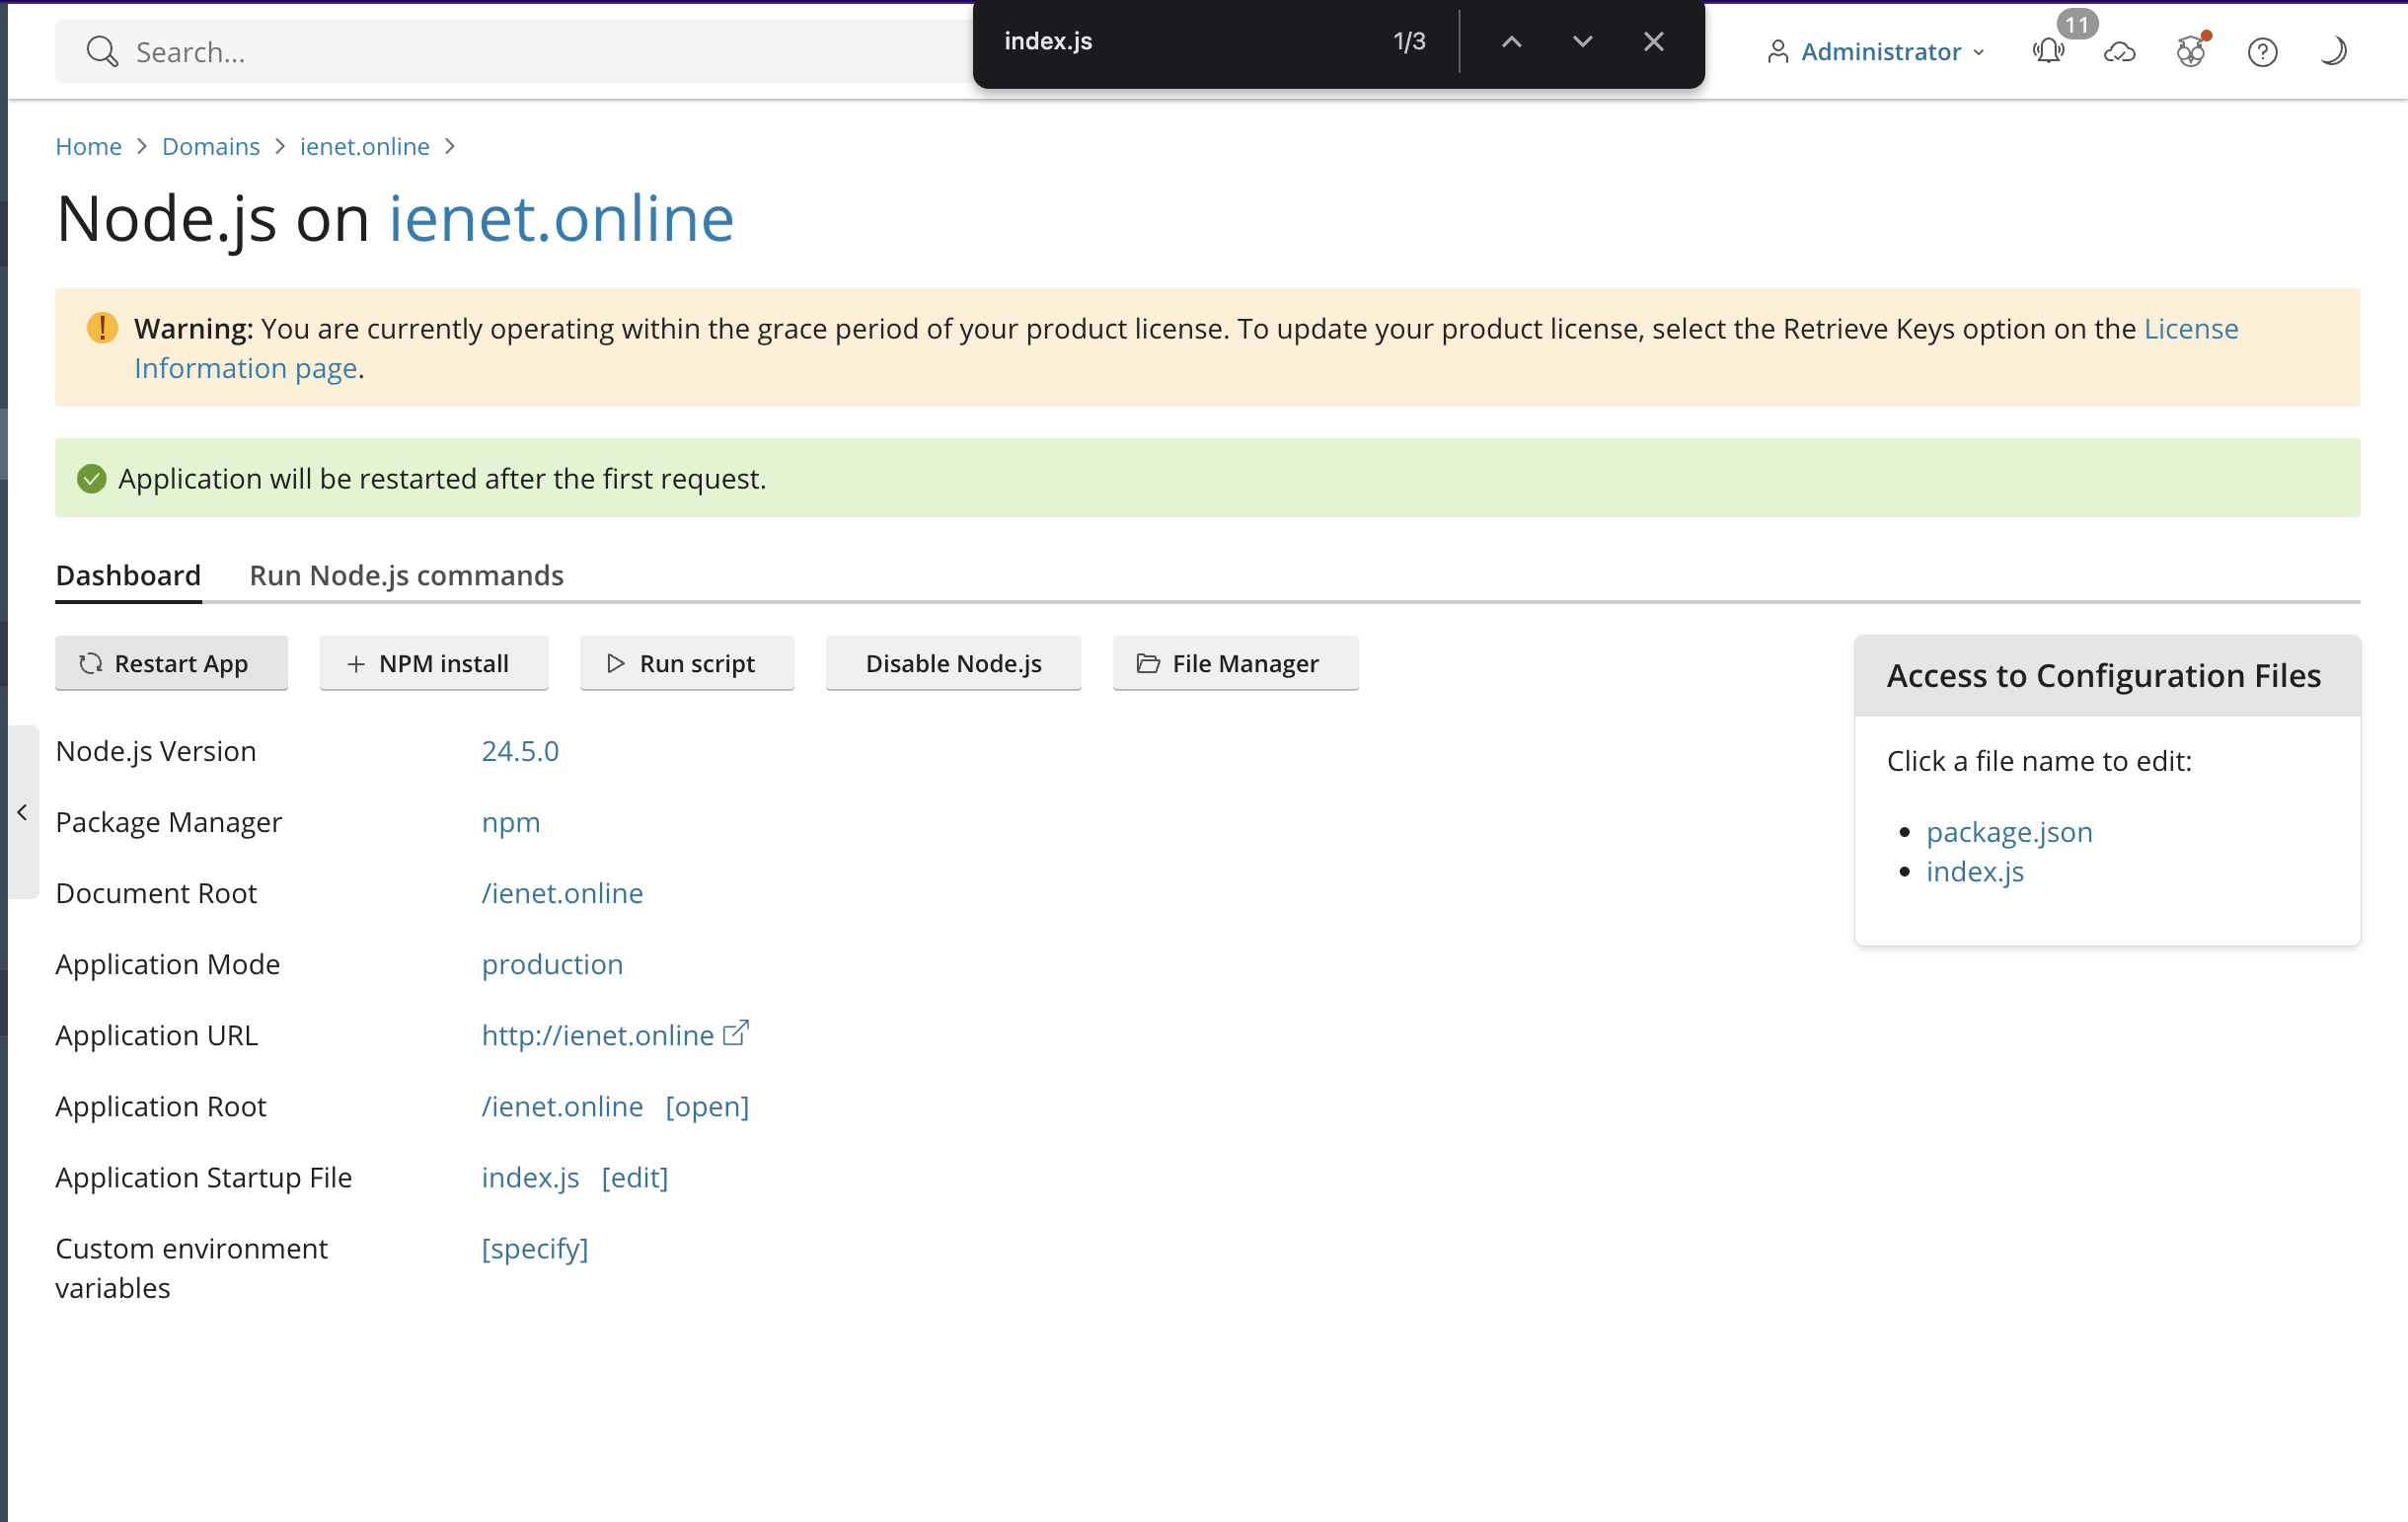 Search...
index.js
1/3
Administrator
11
Home > Domains > ienet.online >
Node.js on ienet.online
Warning: You are currently operating within the grace period of your product license. To update your product license, select the Retrieve Keys option on the License
Information page.
Application will be restarted after the first request.
Dashboard
Run Node.js commands
Restart App
NPM install
Run script
Disable Node.js
File Manager
Node.js Version 24.5.0
Package Manager npm
Document Root /ienet.online
Application Mode production
Application URL http://ienet.online
Application Root /ienet.online [open]
Application Startup File index.js [edit]
Custom environment [specify]
variables
Access to Configuration Files
Click a file name to edit:
• package.json
• index.js